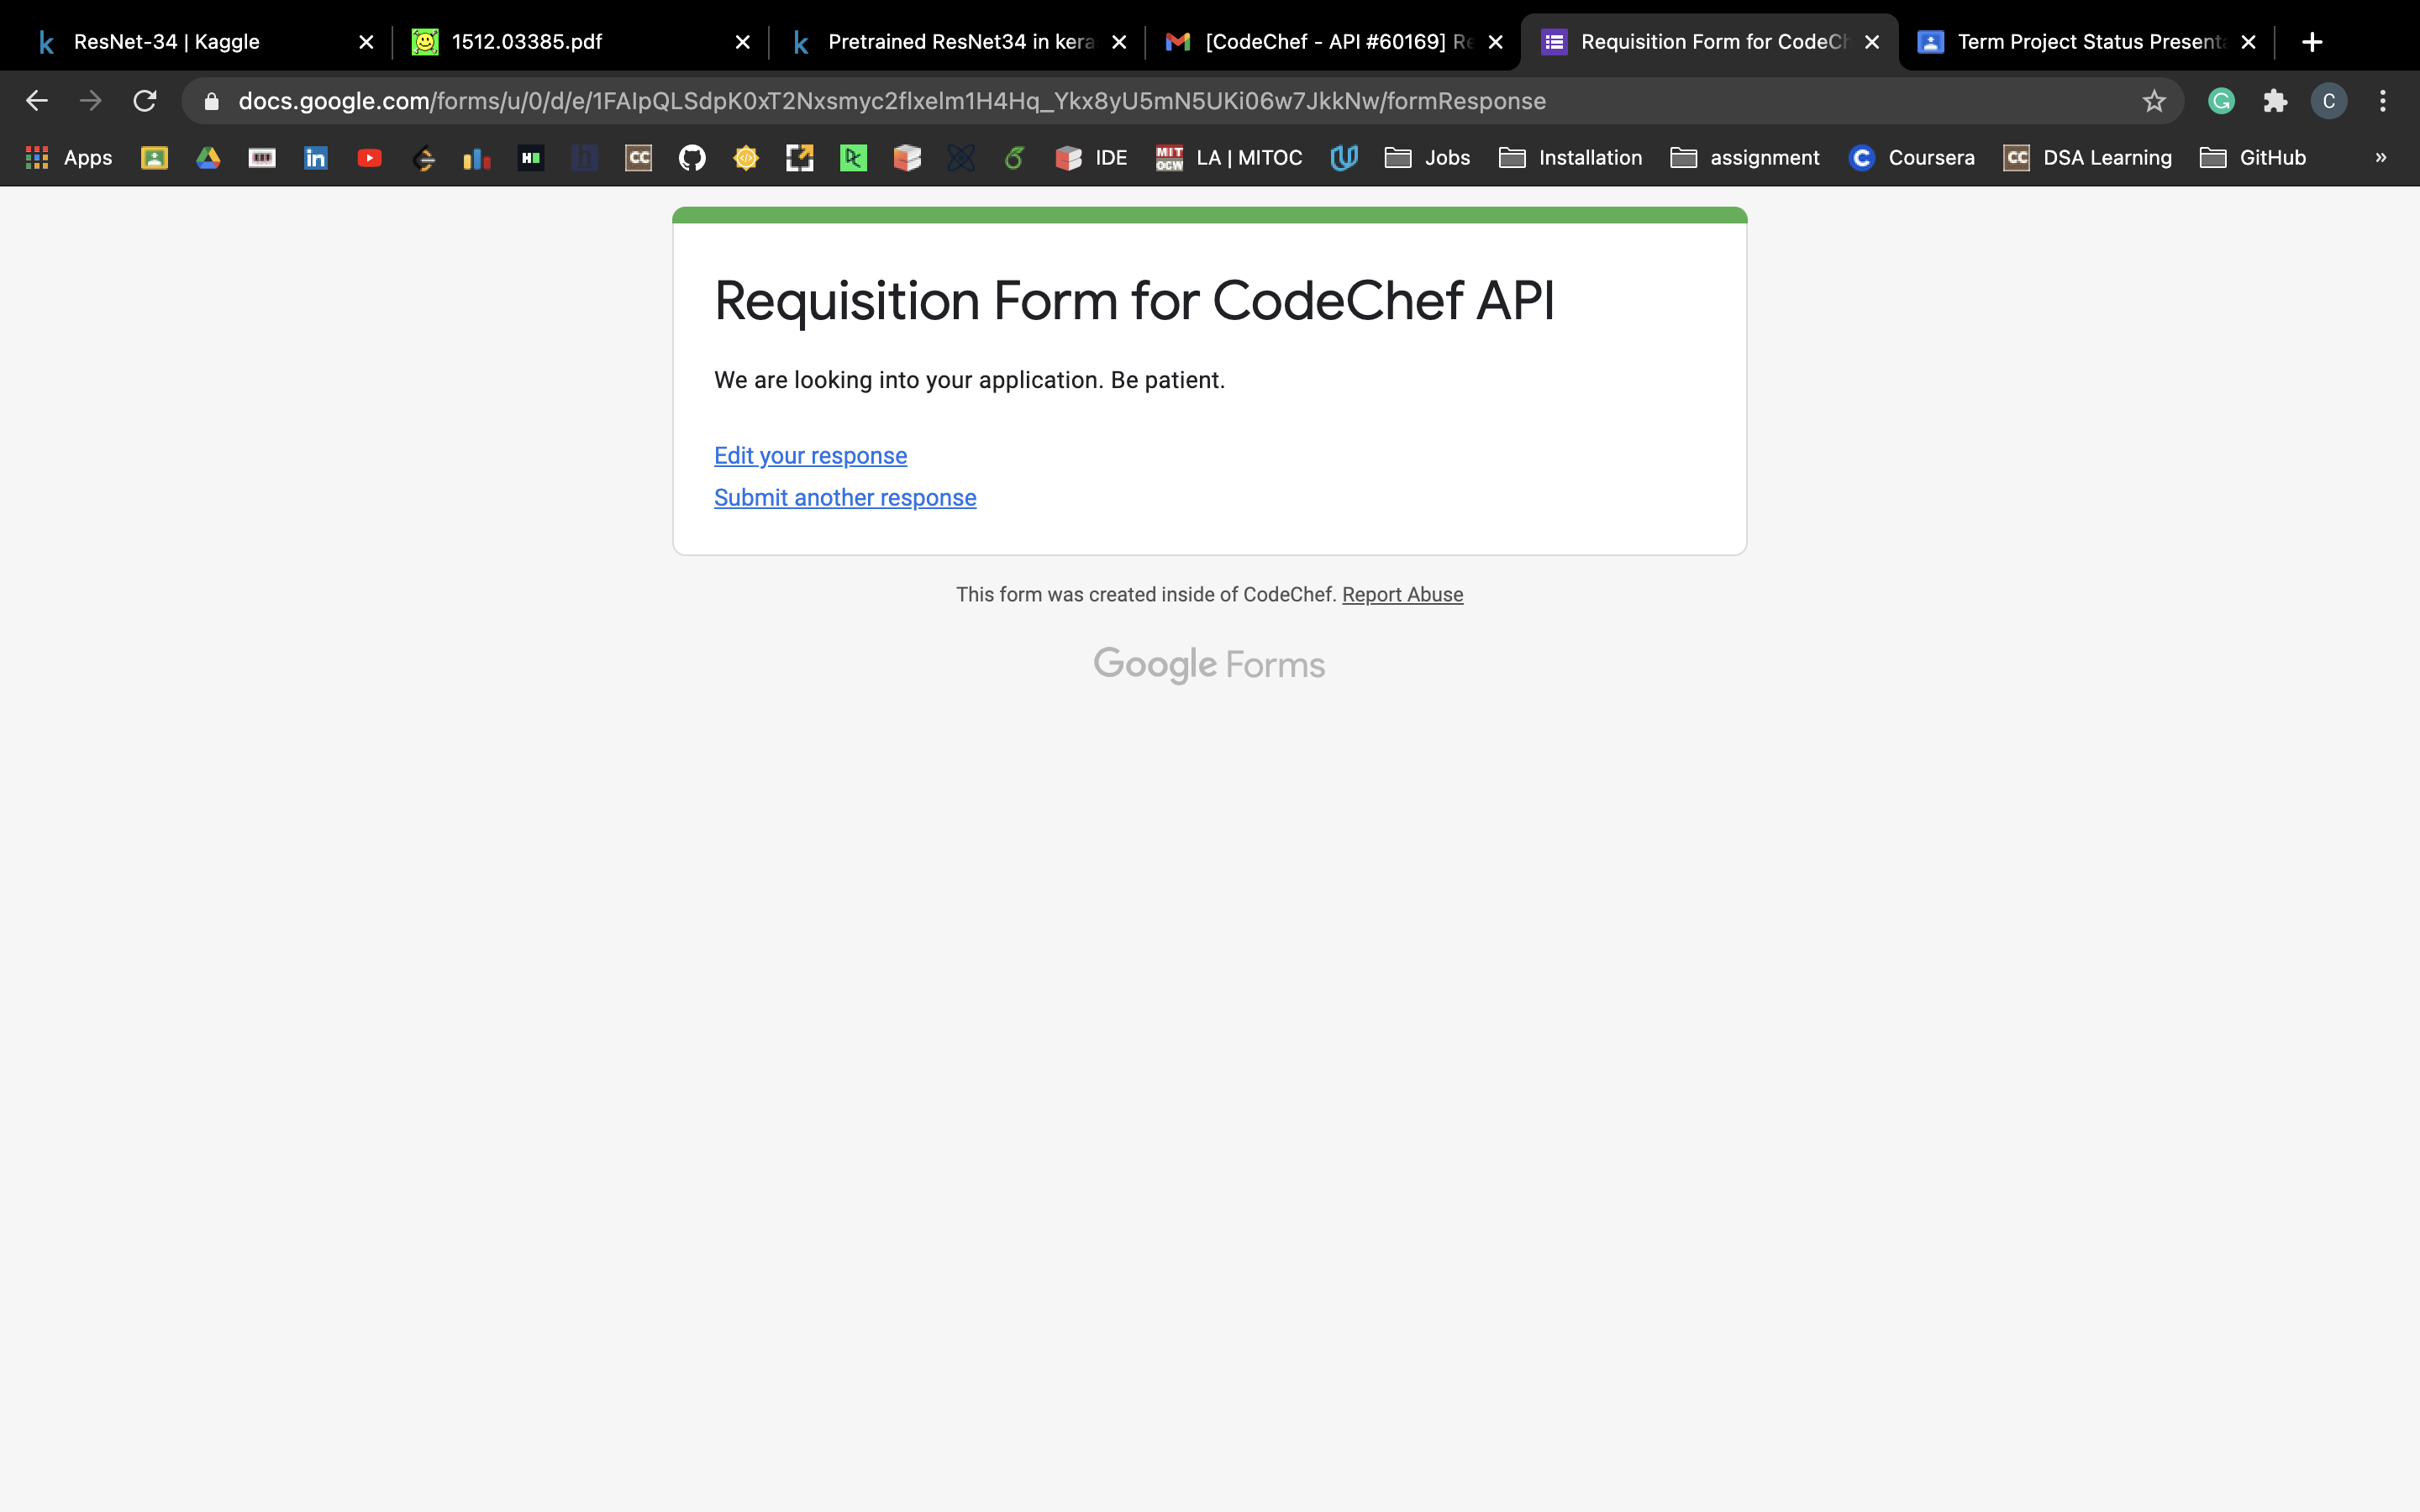 ResNet-34 | Kaggle
1512.03385.pdf
Pretrained ResNet34 in kera
[CodeChef - API #60169] Re
Requisition Form for CodeCh
Term Project Status Presenta
docs.google.com/forms/u/0/d/e/1FAIpQLSdpK0xT2Nxsmyc2flxelm1H4Hq_Ykx8yU5mN5UKi06w7JkkNw/formResponse
C
Apps
IDE
LA | MITOC
Jobs
Installation
assignment
Coursera
DSA Learning
GitHub
»
Requisition Form for CodeChef API
We are looking into your application. Be patient.
Edit your response
Submit another response
This form was created inside of CodeChef. Report Abuse
Google Forms